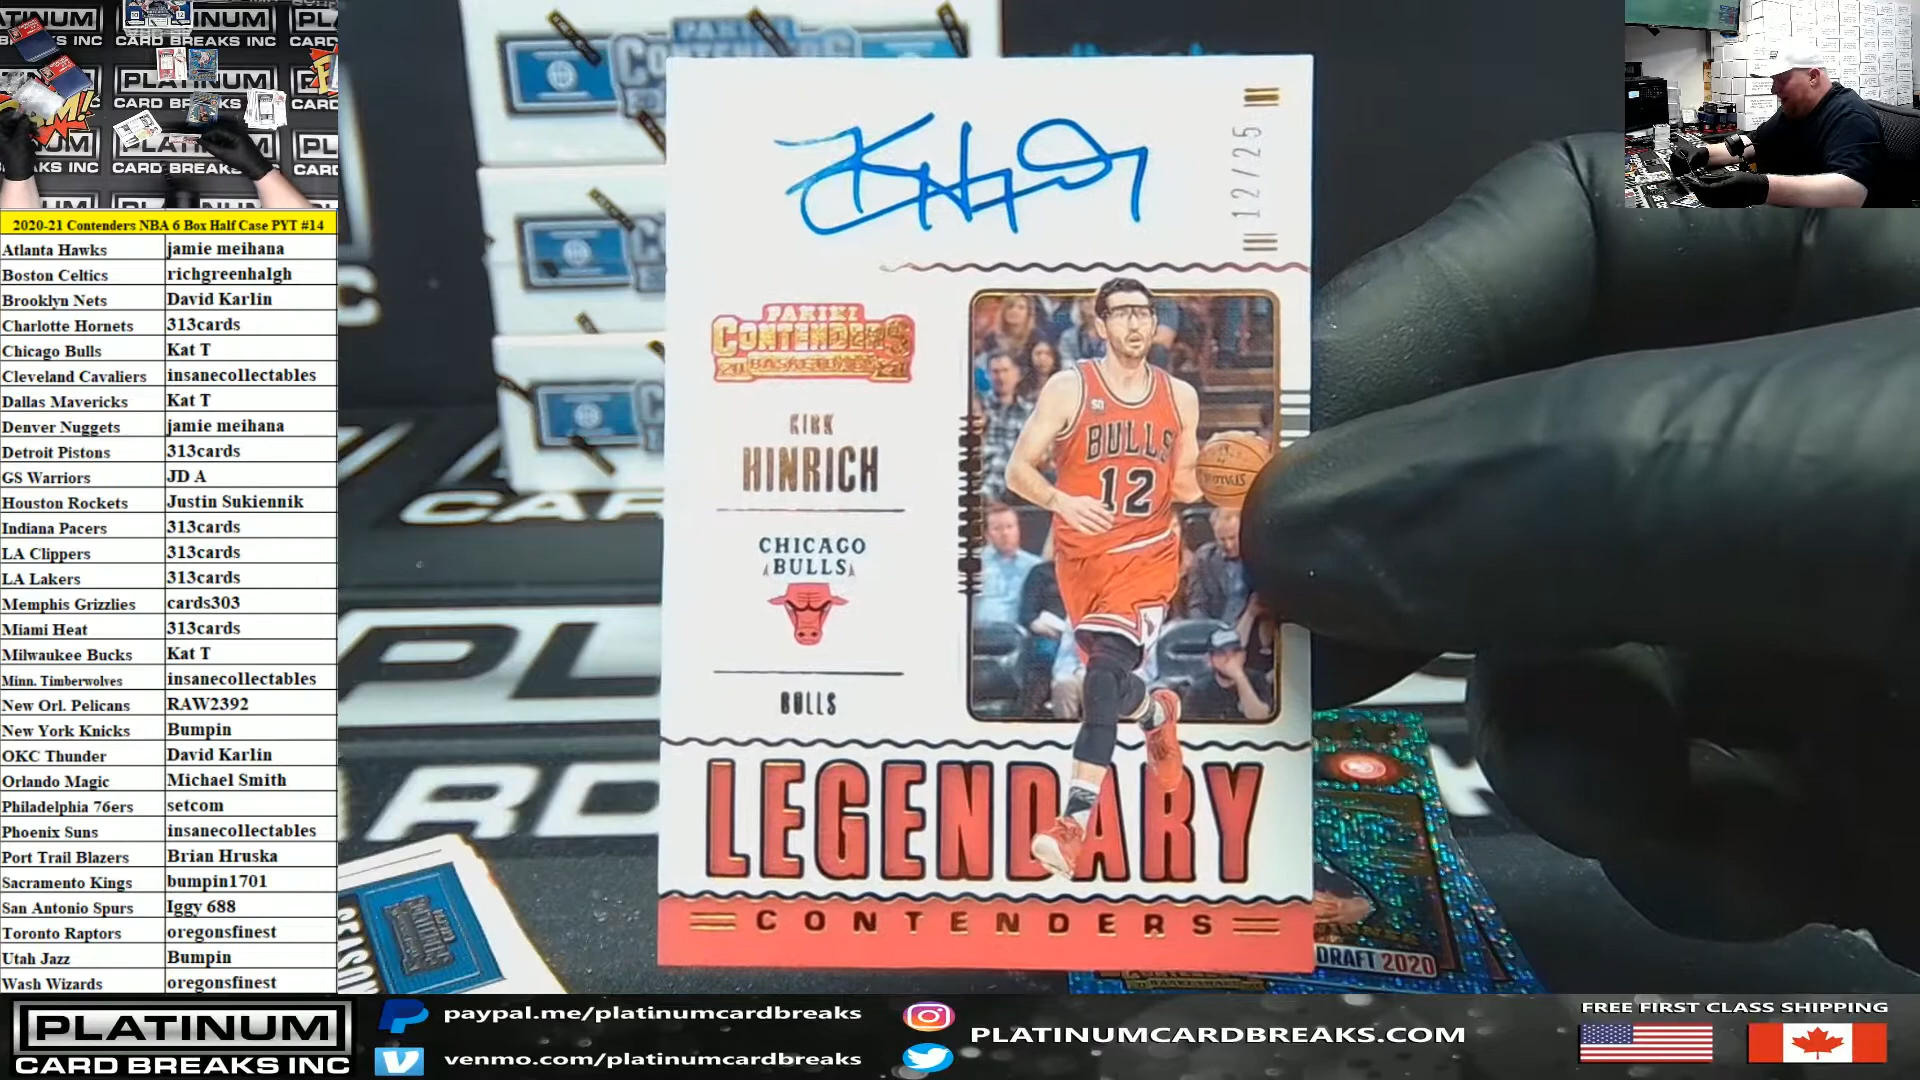 PLATINUM
CARD BREAKS INC
2020-21 Contenders NBA 6 Box Half Case PYT #14
Atlanta Hawks jamie meihana
Boston Celtics richgreenhalgh
Brooklyn Nets David Karlin
Charlotte Hornets 313cards
Chicago Bulls Kat T
Cleveland Cavaliers insanecollectables
Dallas Mavericks Kat T
Denver Nuggets jamie meihana
Detroit Pistons 313cards
GS Warriors JD A
Houston Rockets Justin Sukiennik
Indiana Pacers 313cards
LA Clippers 313cards
LA Lakers 313cards
Memphis Grizzlies cards303
Miami Heat 313cards
Milwaukee Bucks Kat T
Minn. Timberwolves insanecollectables
New Orl. Pelicans RAW2392
New York Knicks Bumpin
OKC Thunder David Karlin
Orlando Magic Michael Smith
Philadelphia 76ers setcom
Phoenix Suns insanecollectables
Port Trail Blazers Brian Hruska
Sacramento Kings bumpin1701
San Antonio Spurs Iggy 688
Toronto Raptors oregonsfinest
Utah Jazz Bumpin
Wash Wizards oregonsfinest
12/25
PANINI
CONTENDERS
BASKETBALL
KIRK
HINRICH
CHICAGO
BULLS
BULLS
BULLS
12
LEGENDARY
CONTENDERS
DRAFT 2020
PLATINUM
CARD BREAKS INC
paypal.me/platinumcardbreaks
venmo.com/platinumcardbreaks
PLATINUMCARDBREAKS.COM
FREE FIRST CLASS SHIPPING